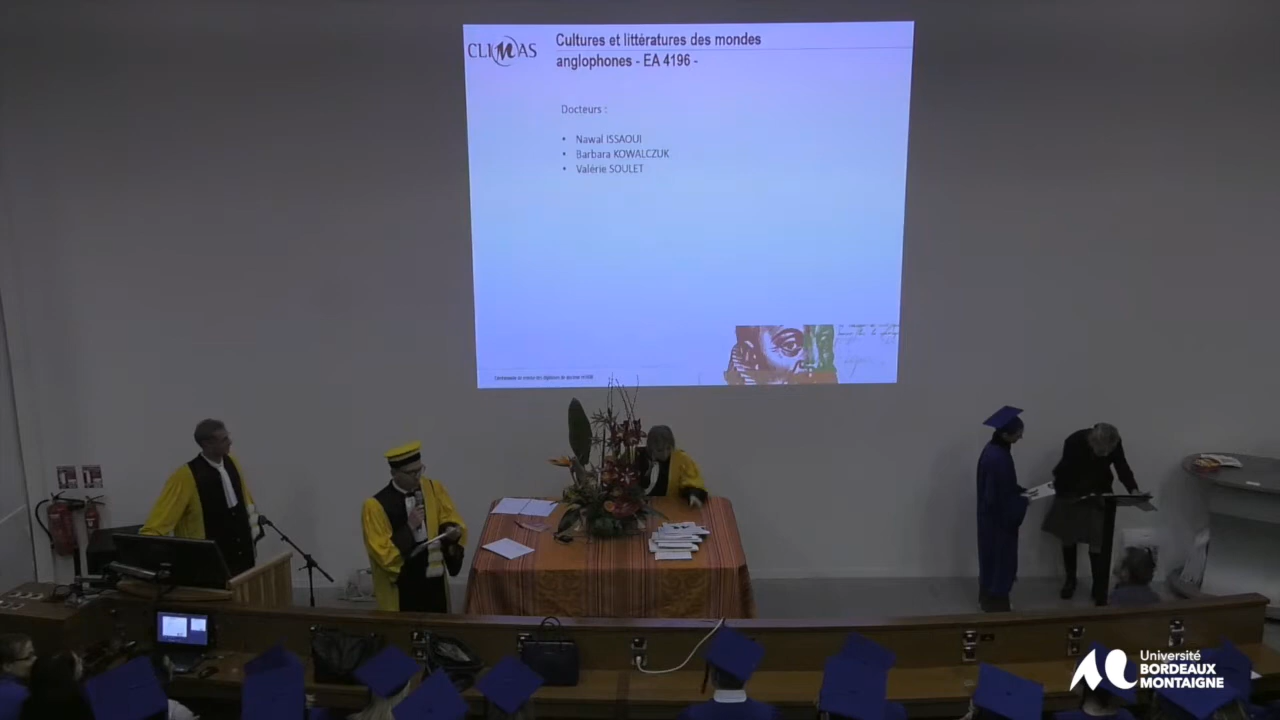 CLIMAS
Cultures et littératures des mondes
anglophones - EA 4196 -
Docteurs :
• Nawal ISSAOUI
• Barbara KOWALCZUK
• Valérie SOULET
Université
BORDEAUX
MONTAIGNE